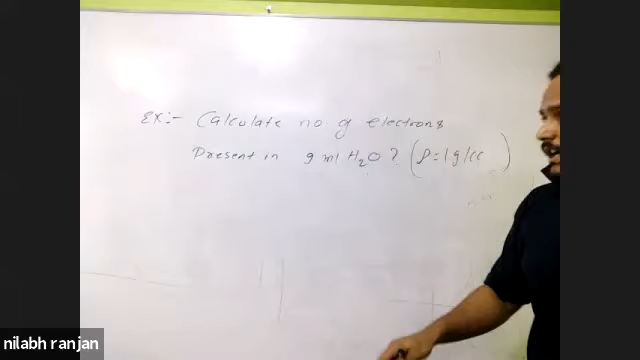 Ex:- Calculate no. of electrons
Present in 9 ml H2O ? (ρ = 1 g/cc)
nilabh ranjan